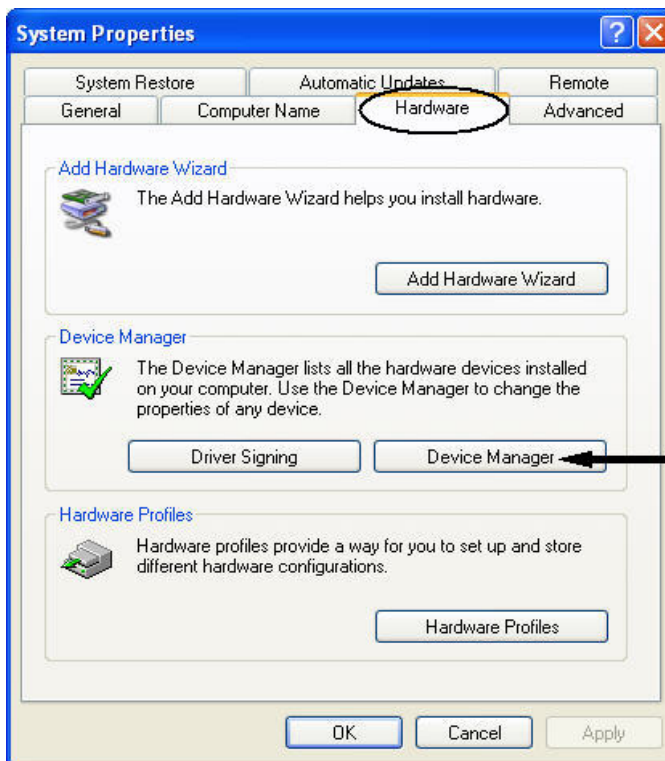 System Properties
System Restore Automatic Updates Remote
General Computer Name Hardware Advanced
Add Hardware Wizard
The Add Hardware Wizard helps you install hardware.
Add Hardware Wizard
Device Manager
The Device Manager lists all the hardware devices installed
on your computer. Use the Device Manager to change the
properties of any device.
Driver Signing Device Manager
Hardware Profiles
Hardware profiles provide a way for you to set up and store
different hardware configurations.
Hardware Profiles
OK Cancel Apply